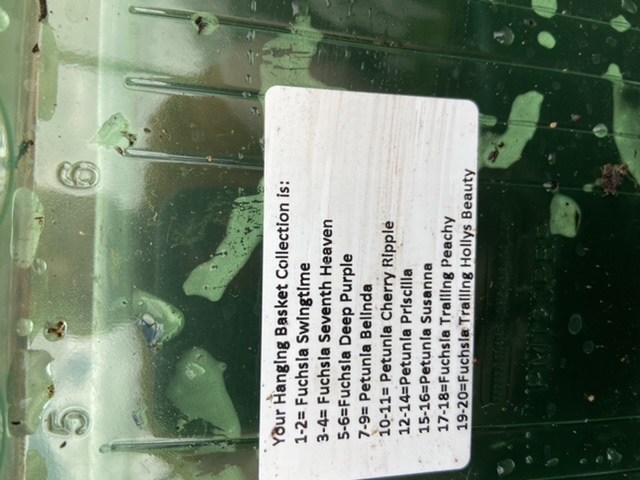 Your Hanging Basket Collection is:
1-2= Fuchsia Swingtime
3-4= Fuchsia Seventh Heaven
5-6=Fuchsia Deep Purple
7-9= Petunia Belinda
10-11= Petunia Cherry Ripple
12-14=Petunia Priscilla
15-16=Petunia Susanna
17-18=Fuchsia Trailing Peachy
19-20=Fuchsia Trailing Hollys Beauty
5
6